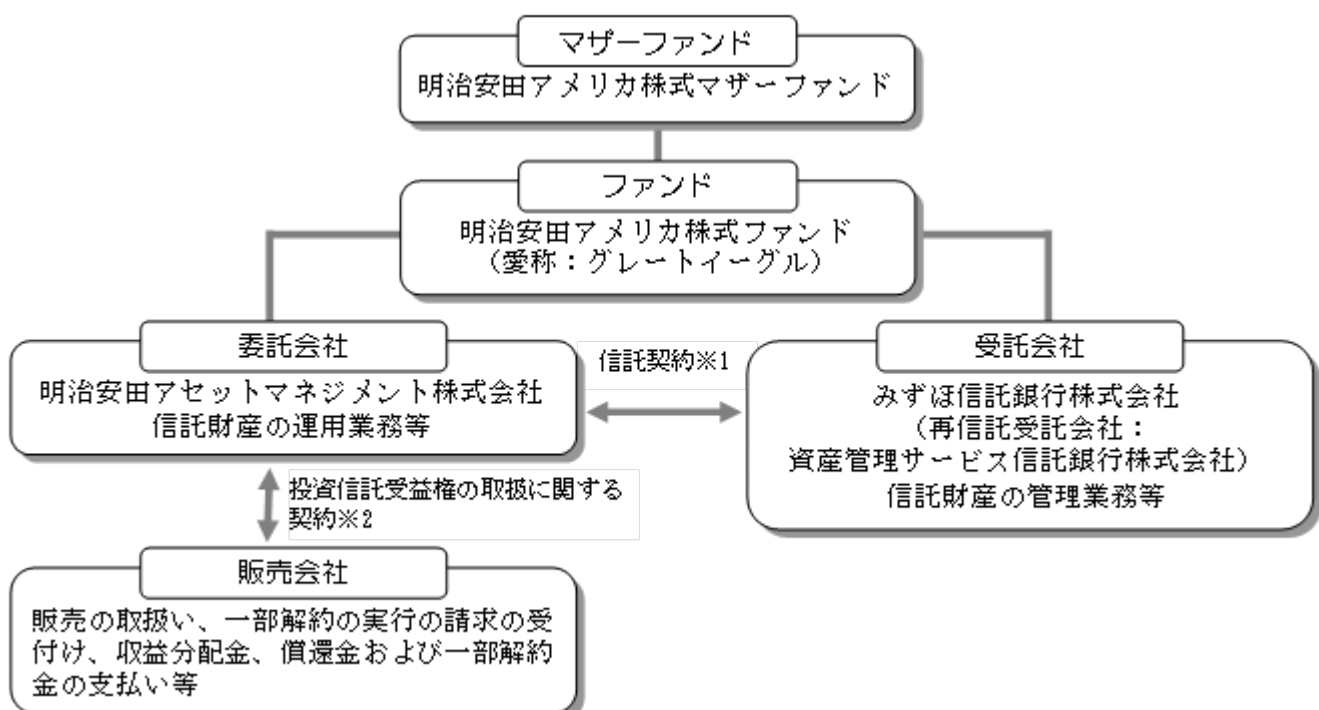 マザーファンド
明治安田アメリカ株式マザーファンド
ファンド
明治安田アメリカ株式ファンド
（愛称：グレートイーグル）
委託会社
明治安田アセットマネジメント株式会社
信託財産の運用業務等
信託契約※1
受託会社
みずほ信託銀行株式会社
（再信託受託会社：
資産管理サービス信託銀行株式会社）
信託財産の管理業務等
投資信託受益権の取扱に関する
契約※2
販売会社
販売の取扱い、一部解約の実行の請求の受
付け、収益分配金、償還金および一部解約
金の支払い等